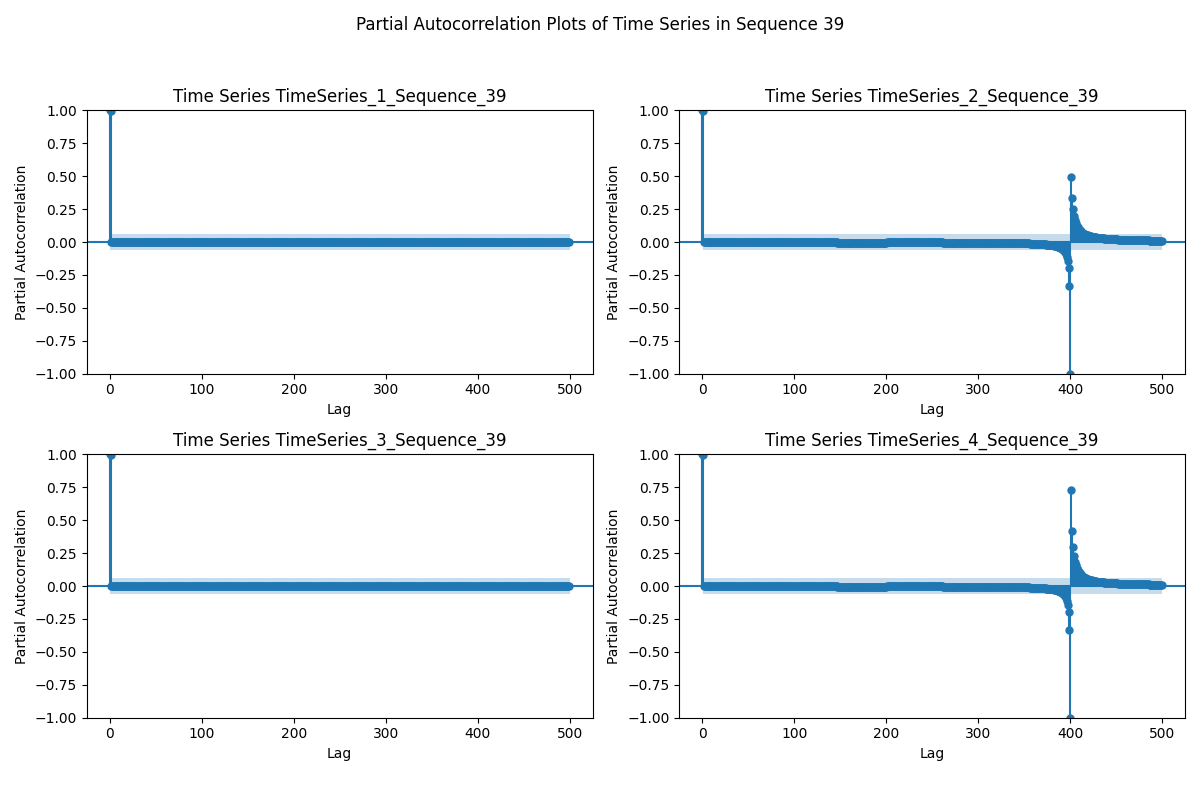 Partial Autocorrelation Plots of Time Series in Sequence 39
Time Series TimeSeries_1_Sequence_39
1.00
0.75
0.50
0.25
0.00
−0.25
−0.50
−0.75
−1.00
Partial Autocorrelation
0 100 200 300 400 500
Lag
Time Series TimeSeries_2_Sequence_39
1.00
0.75
0.50
0.25
0.00
−0.25
−0.50
−0.75
−1.00
Partial Autocorrelation
0 100 200 300 400 500
Lag
Time Series TimeSeries_3_Sequence_39
1.00
0.75
0.50
0.25
0.00
−0.25
−0.50
−0.75
−1.00
Partial Autocorrelation
0 100 200 300 400 500
Lag
Time Series TimeSeries_4_Sequence_39
1.00
0.75
0.50
0.25
0.00
−0.25
−0.50
−0.75
−1.00
Partial Autocorrelation
0 100 200 300 400 500
Lag